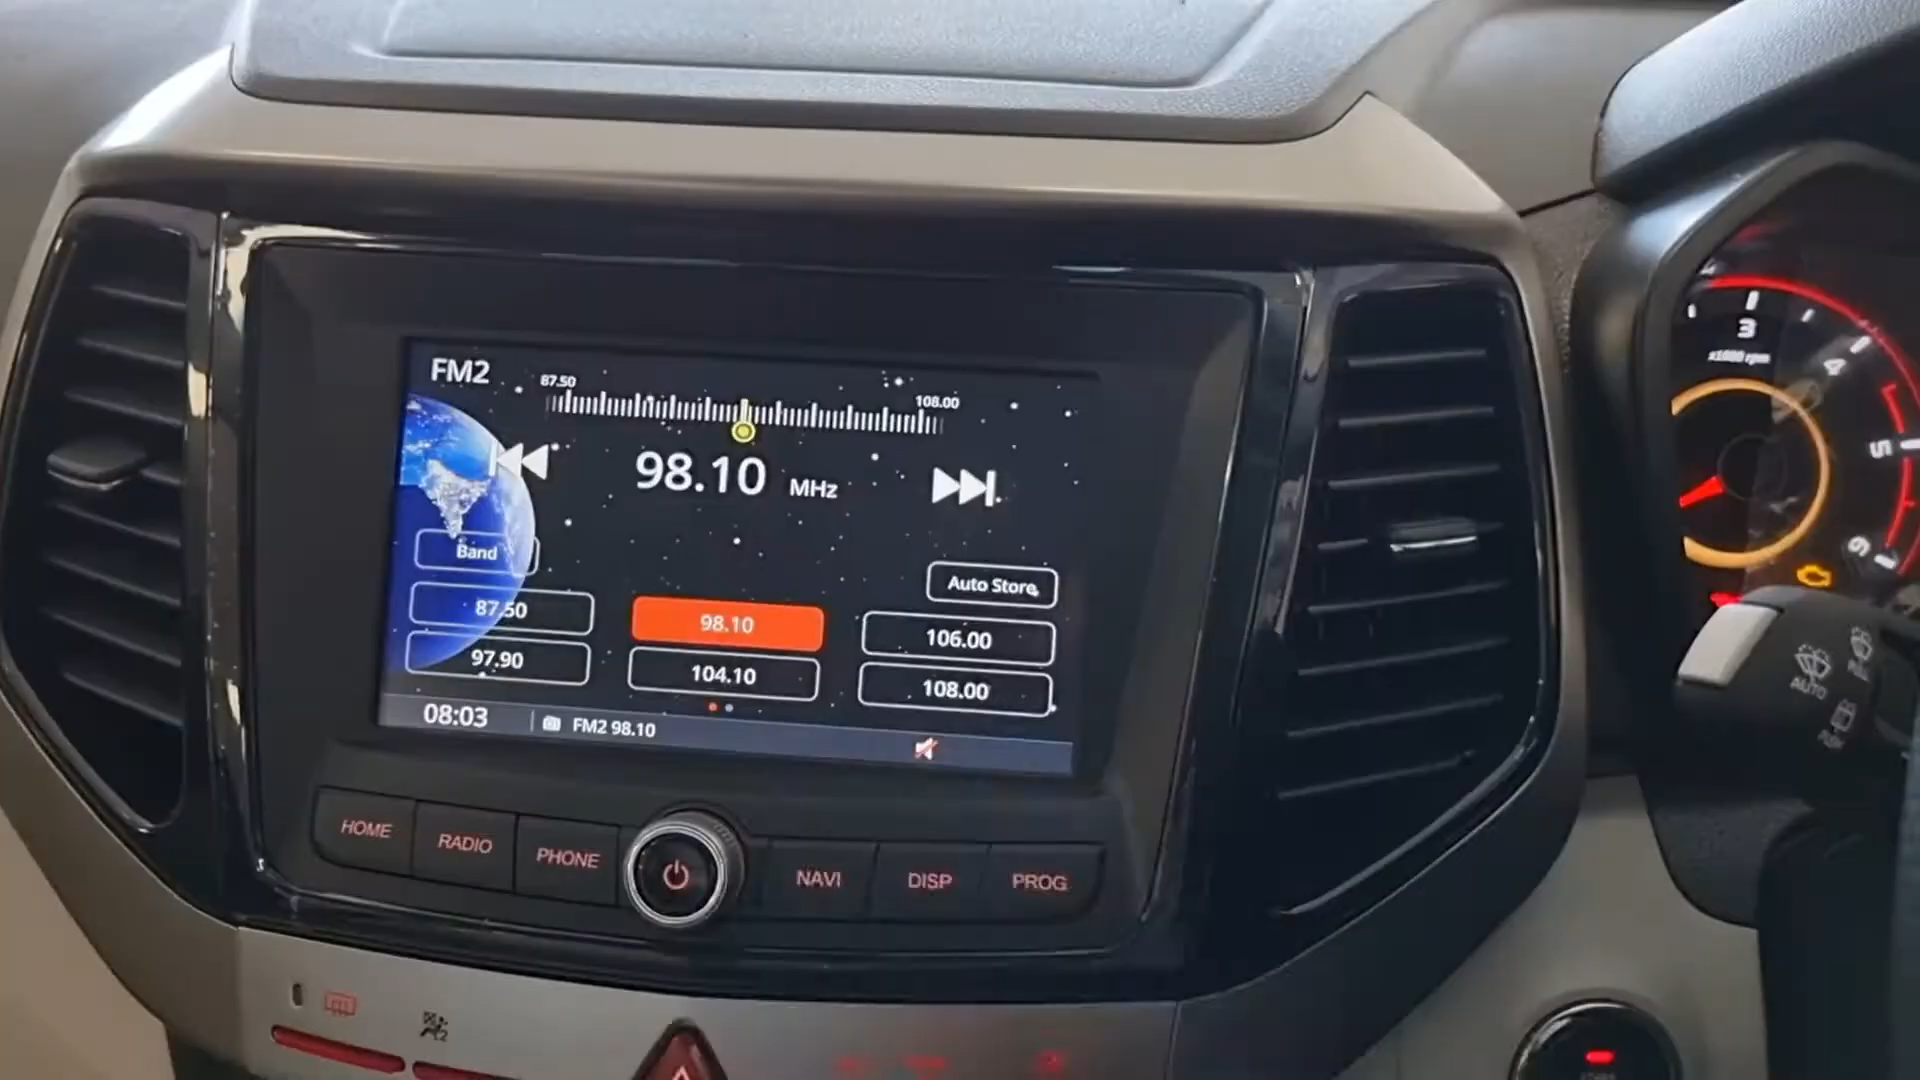 FM2
87.50
108.00
98.10 MHz
Band
Auto Store
87.50
98.10
106.00
97.90
104.10
108.00
08:03
FM2 98.10
HOME
RADIO
PHONE
NAVI
DISP
PROG
3
x1000 rpm
4
5
6
AUTO